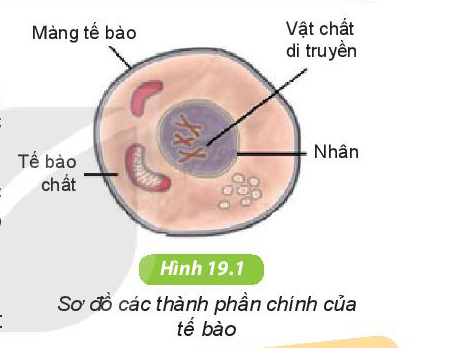 Màng tế bào
Vật chất
di truyền
Tế bào
chất
Nhân
Hình 19.1
Sơ đồ các thành phần chính của
tế bào